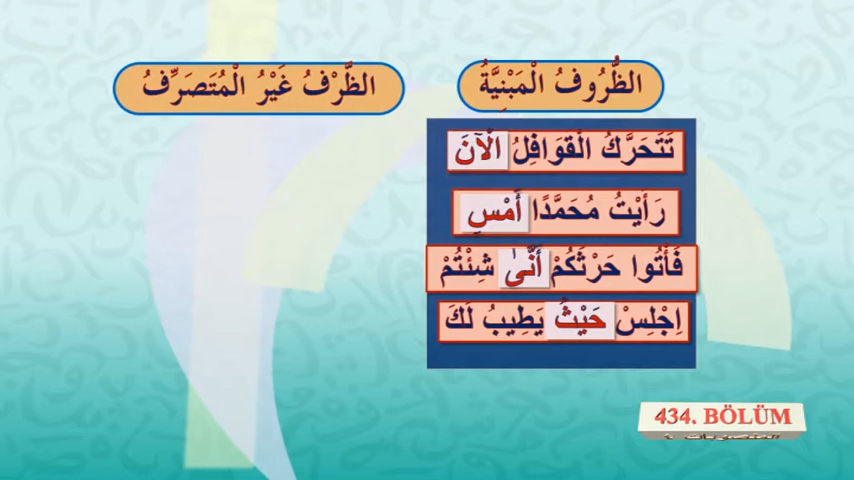 الظُّرُوفُ الْمَبْنِيَّةُ
الظَّرْفُ غَيْرُ الْمُتَصَرِّفُ
تَتَحَرَّكُ الْقَوَافِلُ الْآنَ
رَأَيْتُ مُحَمَّدًا أَمْسِ
فَأْتُوا حَرْثَكُمْ أَنَّىٰ شِئْتُمْ
اِجْلِسْ حَيْثُ يَطِيبُ لَكَ
434. BÖLÜM